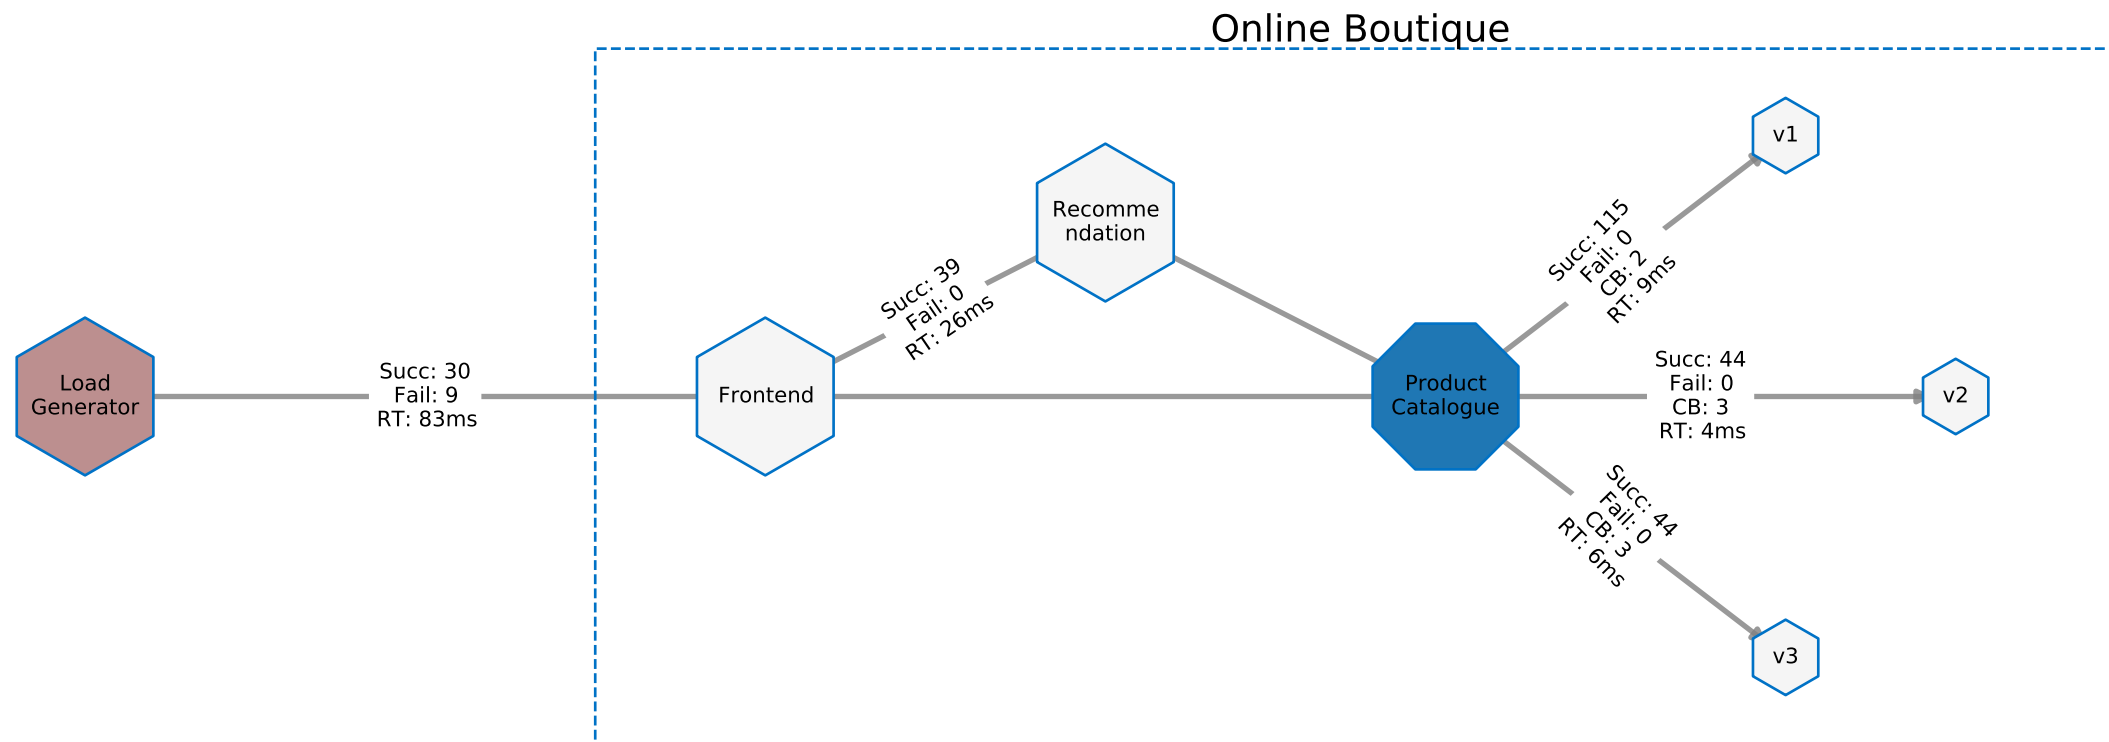 Online Boutique
Load
Generator
Succ: 30
Fail: 9
RT: 83ms
Frontend
Succ: 39
Fail: 0
RT: 26ms
Recomme
ndation
Product
Catalogue
Succ: 115
Fail: 0
CB: 2
RT: 9ms
v1
Succ: 44
Fail: 0
CB: 3
RT: 4ms
v2
Succ: 44
Fail: 0
CB: 3
RT: 6ms
v3